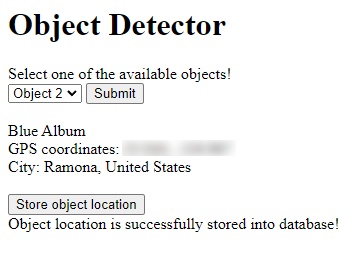 Object Detector
Select one of the available objects!
Object 2 Submit
Blue Album
GPS coordinates:
City: Ramona, United States
Store object location
Object location is successfully stored into database!